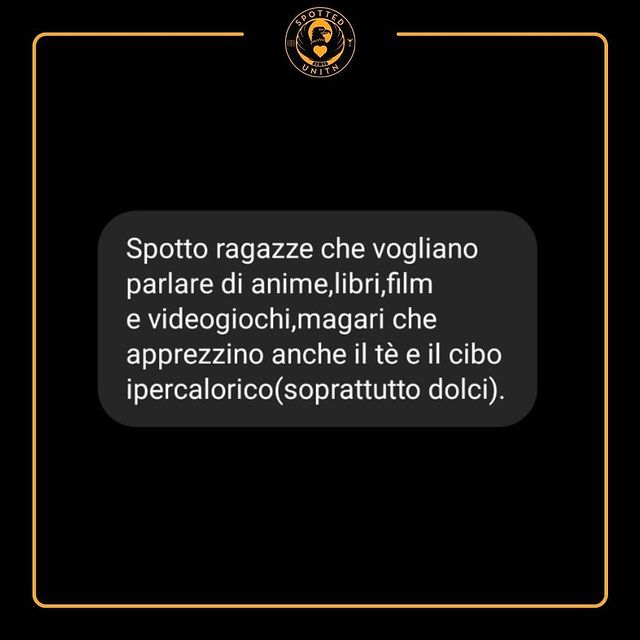 SPOTTED
UNITN
Spotto ragazze che vogliano
parlare di anime,libri,film
e videogiochi,magari che
apprezzino anche il tè e il cibo
ipercalorico(soprattutto dolci).